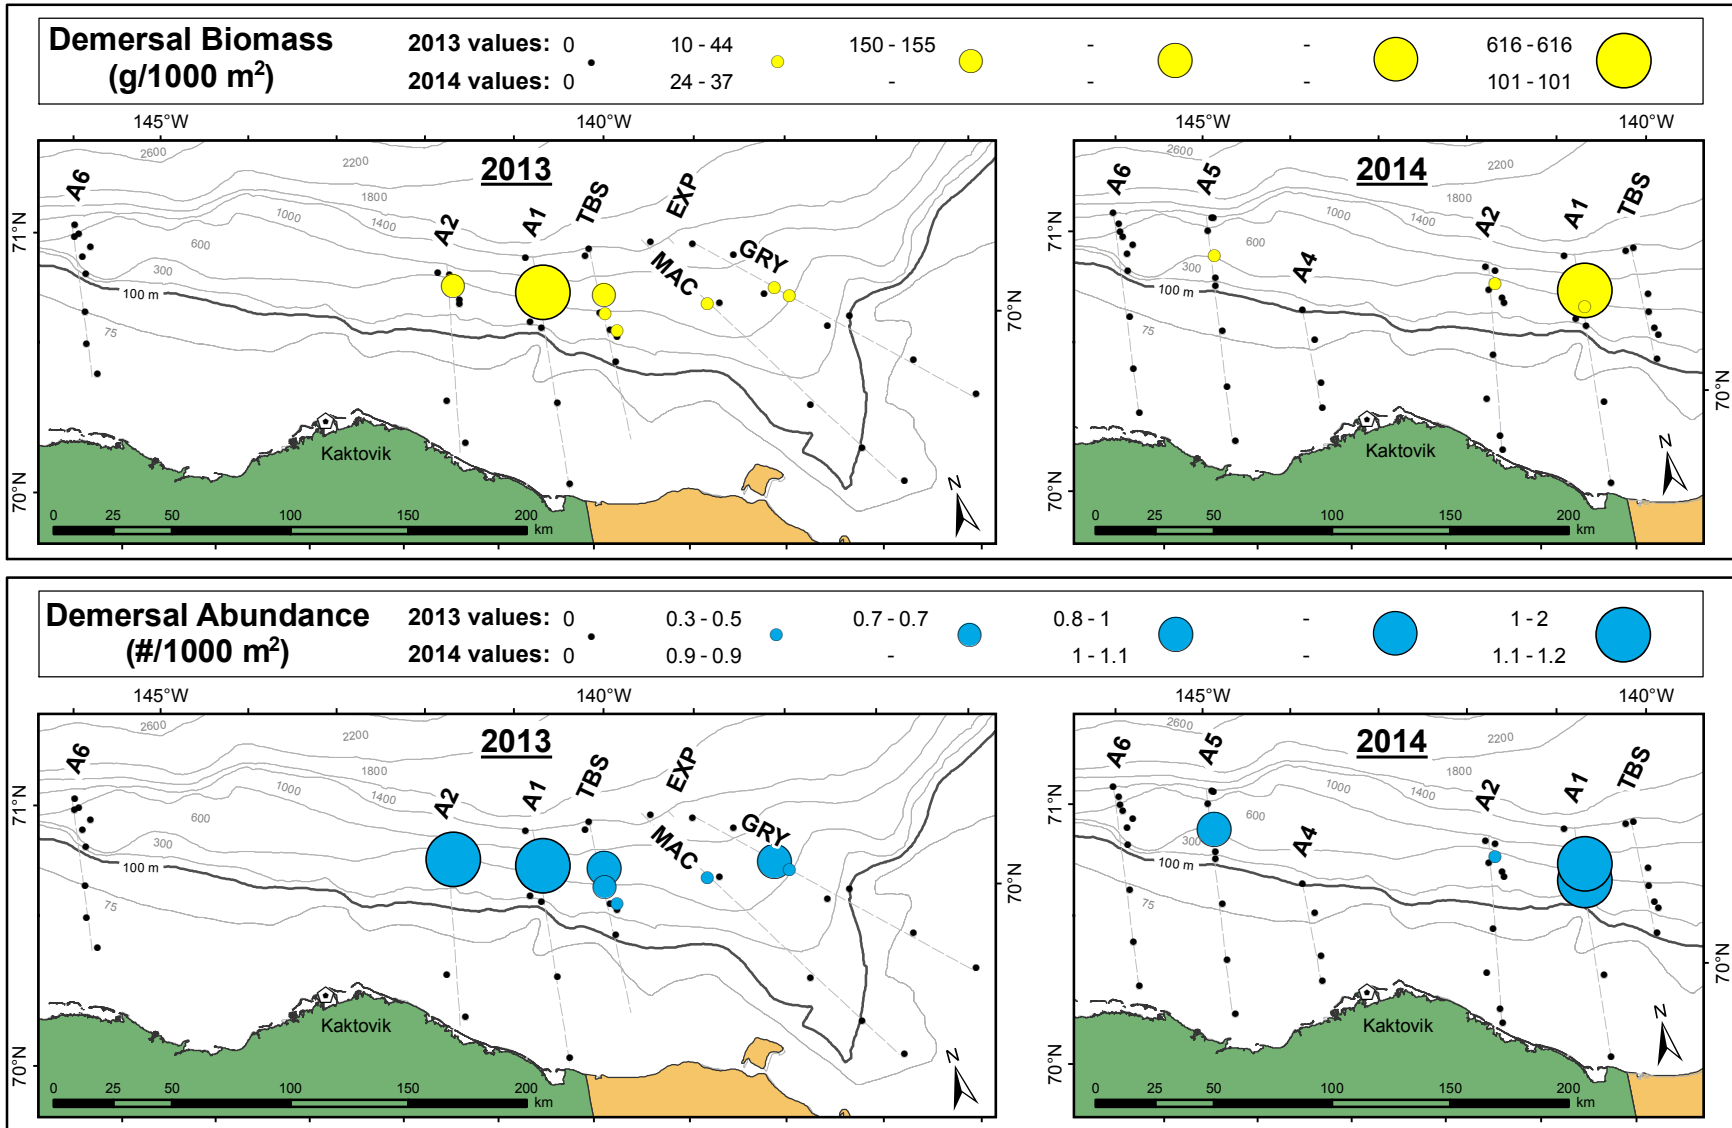 Demersal Biomass
(g/1000 m²)
2013 values: 0 10 - 44 150 - 155 - - 616 - 616
2014 values: 0 24 - 37 - - - 101 - 101
145°W 140°W 145°W 140°W
2013
2014
71°N
70°N
70°N
71°N
70°N
70°N
A6 A2 A1 TBS EXP MAC GRY
2600 2200 1800 1400 1000 600 300 100 m 75
Kaktovik
N
0 25 50 100 150 200 km
A6 A5 A4 A2 A1 TBS
2600 2200 1800 1400 1000 600 300 100 m 75
Kaktovik
N
0 25 50 100 150 200 km
Demersal Abundance
(#/1000 m²)
2013 values: 0 0.3 - 0.5 0.7 - 0.7 0.8 - 1 - 1 - 2
2014 values: 0 0.9 - 0.9 - 1 - 1.1 - 1.1 - 1.2
145°W 140°W 145°W 140°W
2013
2014
71°N
70°N
70°N
71°N
70°N
70°N
A6 A2 A1 TBS EXP MAC GRY
2600 2200 1800 1400 1000 600 300 100 m 75
Kaktovik
N
0 25 50 100 150 200 km
A6 A5 A4 A2 A1 TBS
2600 2200 1800 1400 1000 600 300 100 m 75
Kaktovik
N
0 25 50 100 150 200 km